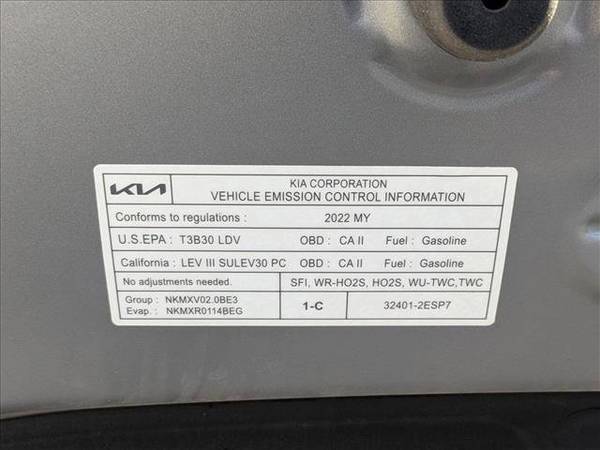 KIA
KIA CORPORATION
VEHICLE EMISSION CONTROL INFORMATION
Conforms to regulations : 2022 MY
U.S.EPA : T3B30 LDV OBD : CA II Fuel : Gasoline
California : LEV III SULEV30 PC OBD : CA II Fuel : Gasoline
No adjustments needed. SFI, WR-HO2S, HO2S, WU-TWC,TWC
Group : NKMXV02.0BE3
Evap. : NKMXR0114BEG
1-C
32401-2ESP7